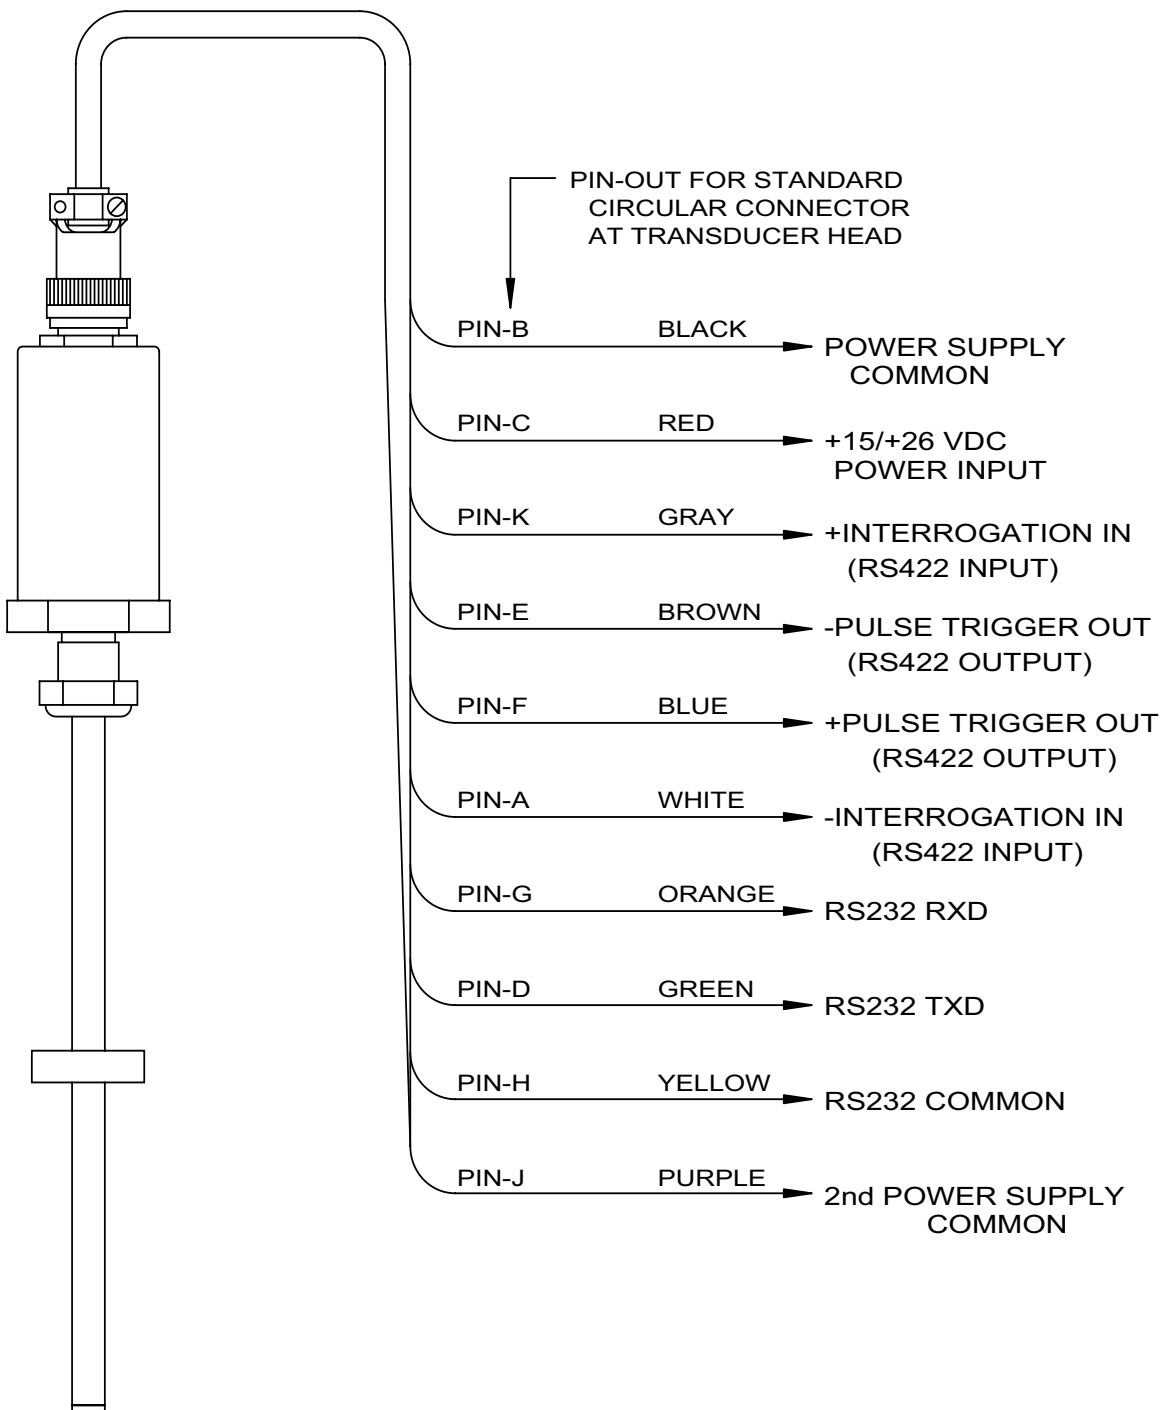 PIN-OUT FOR STANDARD
CIRCULAR CONNECTOR
AT TRANSDUCER HEAD
PIN-B BLACK POWER SUPPLY
COMMON
PIN-C RED +15/+26 VDC
POWER INPUT
PIN-K GRAY +INTERROGATION IN
(RS422 INPUT)
PIN-E BROWN -PULSE TRIGGER OUT
(RS422 OUTPUT)
PIN-F BLUE +PULSE TRIGGER OUT
(RS422 OUTPUT)
PIN-A WHITE -INTERROGATION IN
(RS422 INPUT)
PIN-G ORANGE RS232 RXD
PIN-D GREEN RS232 TXD
PIN-H YELLOW RS232 COMMON
PIN-J PURPLE 2nd POWER SUPPLY
COMMON